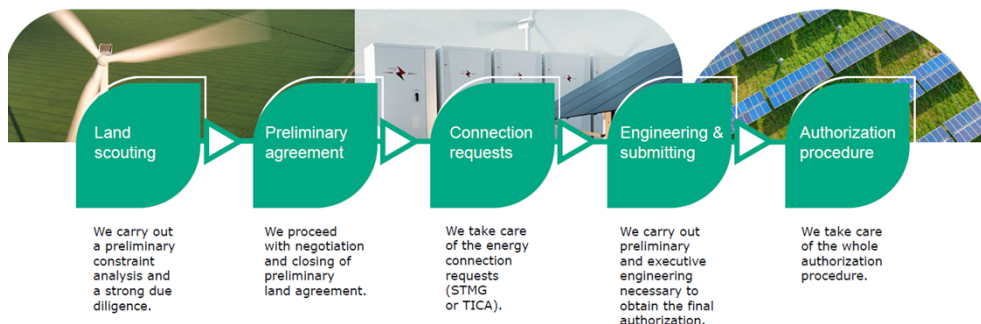 Land
scouting
Preliminary
agreement
Connection
requests
Engineering &
submitting
Authorization
procedure
We carry out
a preliminary
constraint
analysis and
a strong due
diligence.
We proceed
with negotiation
and closing of
preliminary
land agreement.
We take care
of the energy
connection
requests
(STMG
or TICA).
We carry out
preliminary
and executive
engineering
necessary to
obtain the final
authorization.
We take care
of the whole
authorization
procedure.